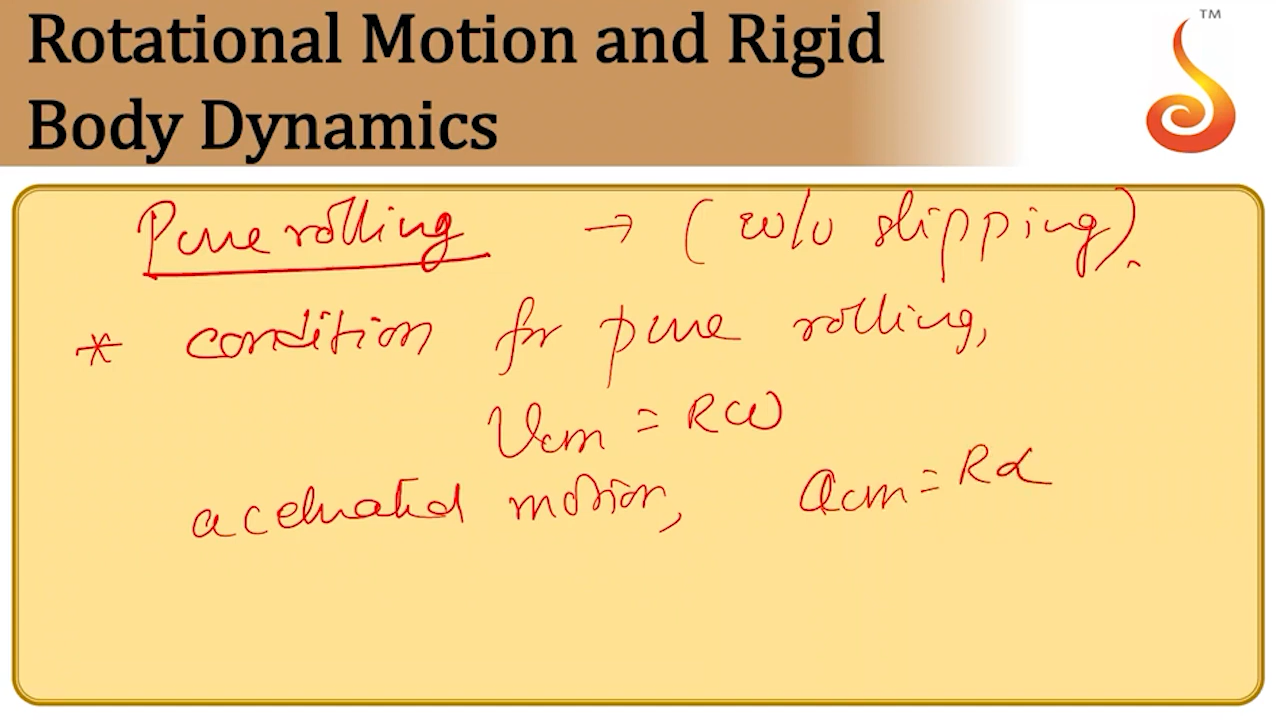 Rotational Motion and Rigid
Body Dynamics
TM
Pure rolling → (w/o slipping).
* condition for pure rolling,
Vcm = Rω
acelerated motion, acm = Rα